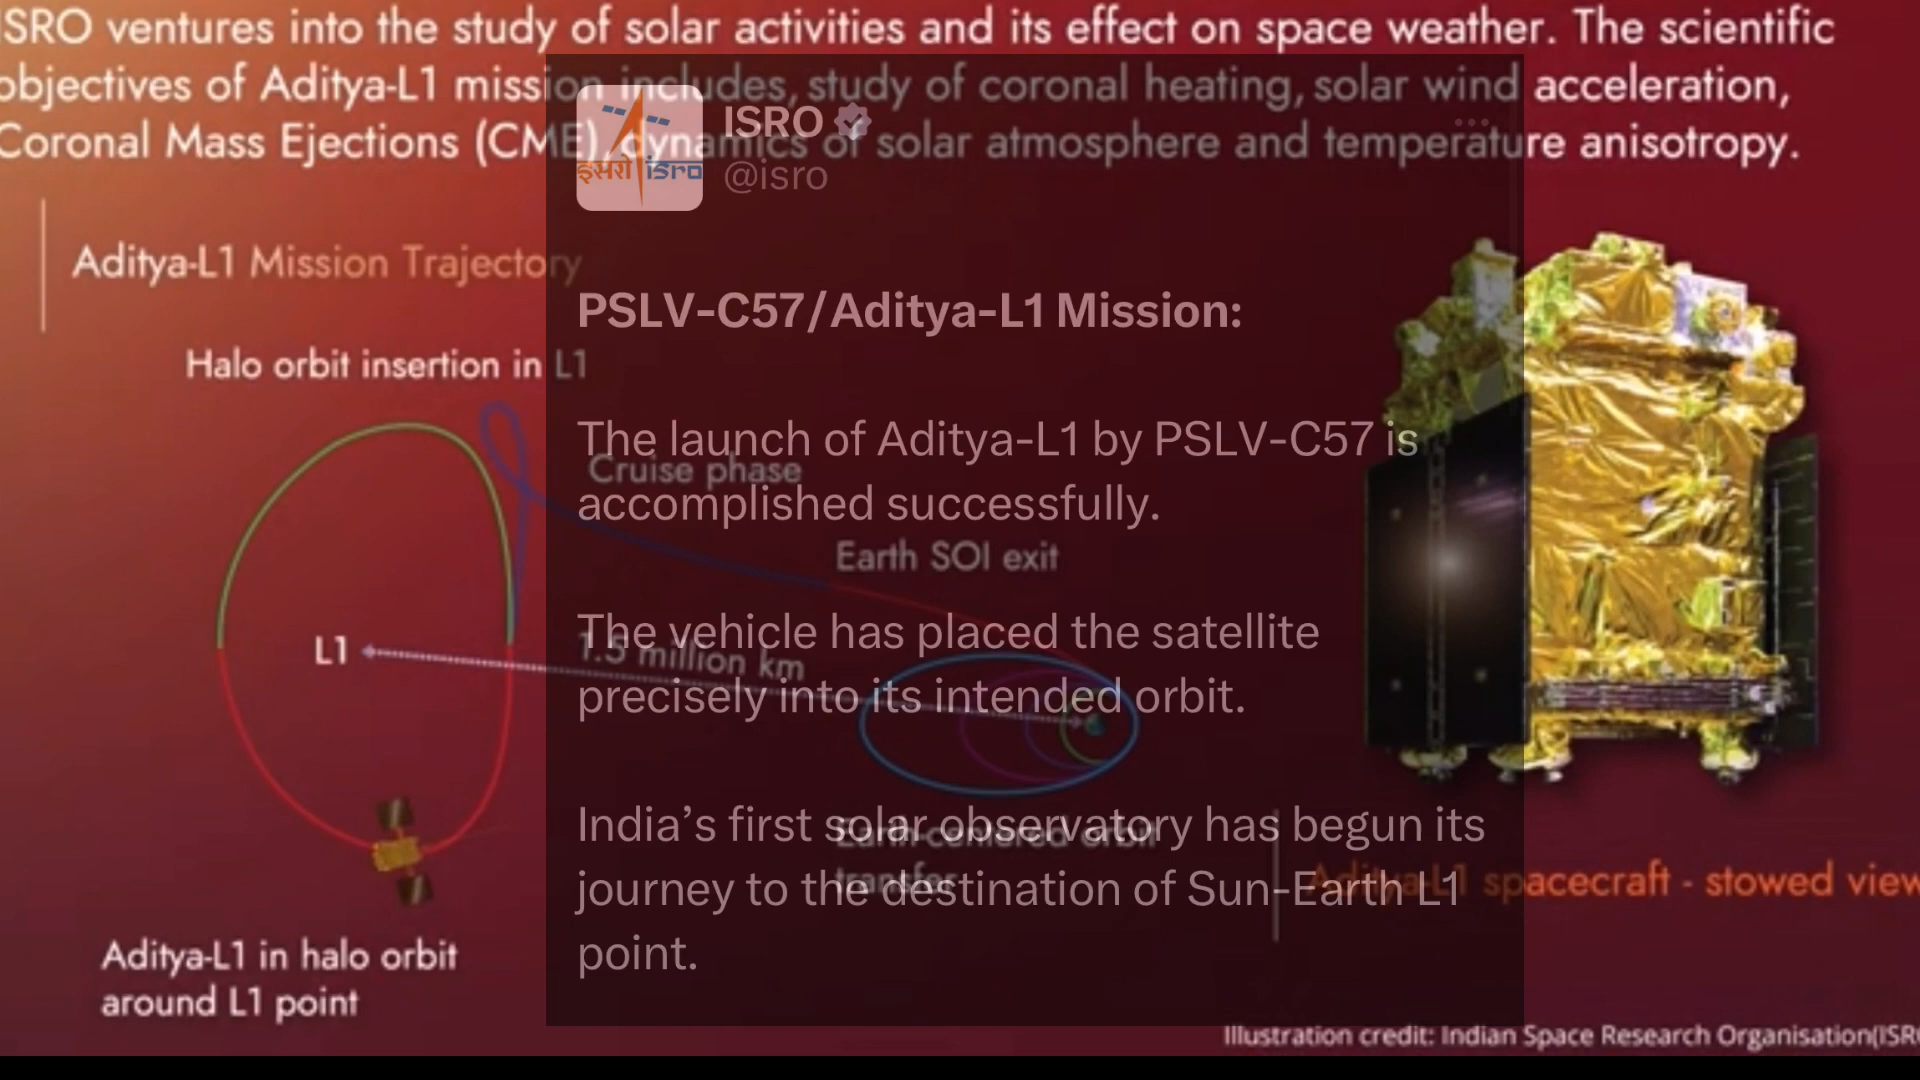 ISRO ventures into the study of solar activities and its effect on space weather. The scientific
objectives of Aditya-L1 mission includes, study of coronal heating, solar wind acceleration,
Coronal Mass Ejections (CME), dynamics of solar atmosphere and temperature anisotropy.
ISRO
@isro
इसरो isro
Aditya-L1 Mission Trajectory
PSLV-C57/Aditya-L1 Mission:
Halo orbit insertion in L1
The launch of Aditya-L1 by PSLV-C57 is
accomplished successfully.
Cruise phase
Earth SOI exit
The vehicle has placed the satellite
precisely into its intended orbit.
L1
1.5 million km
India’s first solar observatory has begun its
journey to the destination of Sun-Earth L1
point.
Earth-centered orbit
transfer
Aditya-L1 spacecraft - stowed view
Aditya-L1 in halo orbit
around L1 point
Illustration credit: Indian Space Research Organisation(ISRO